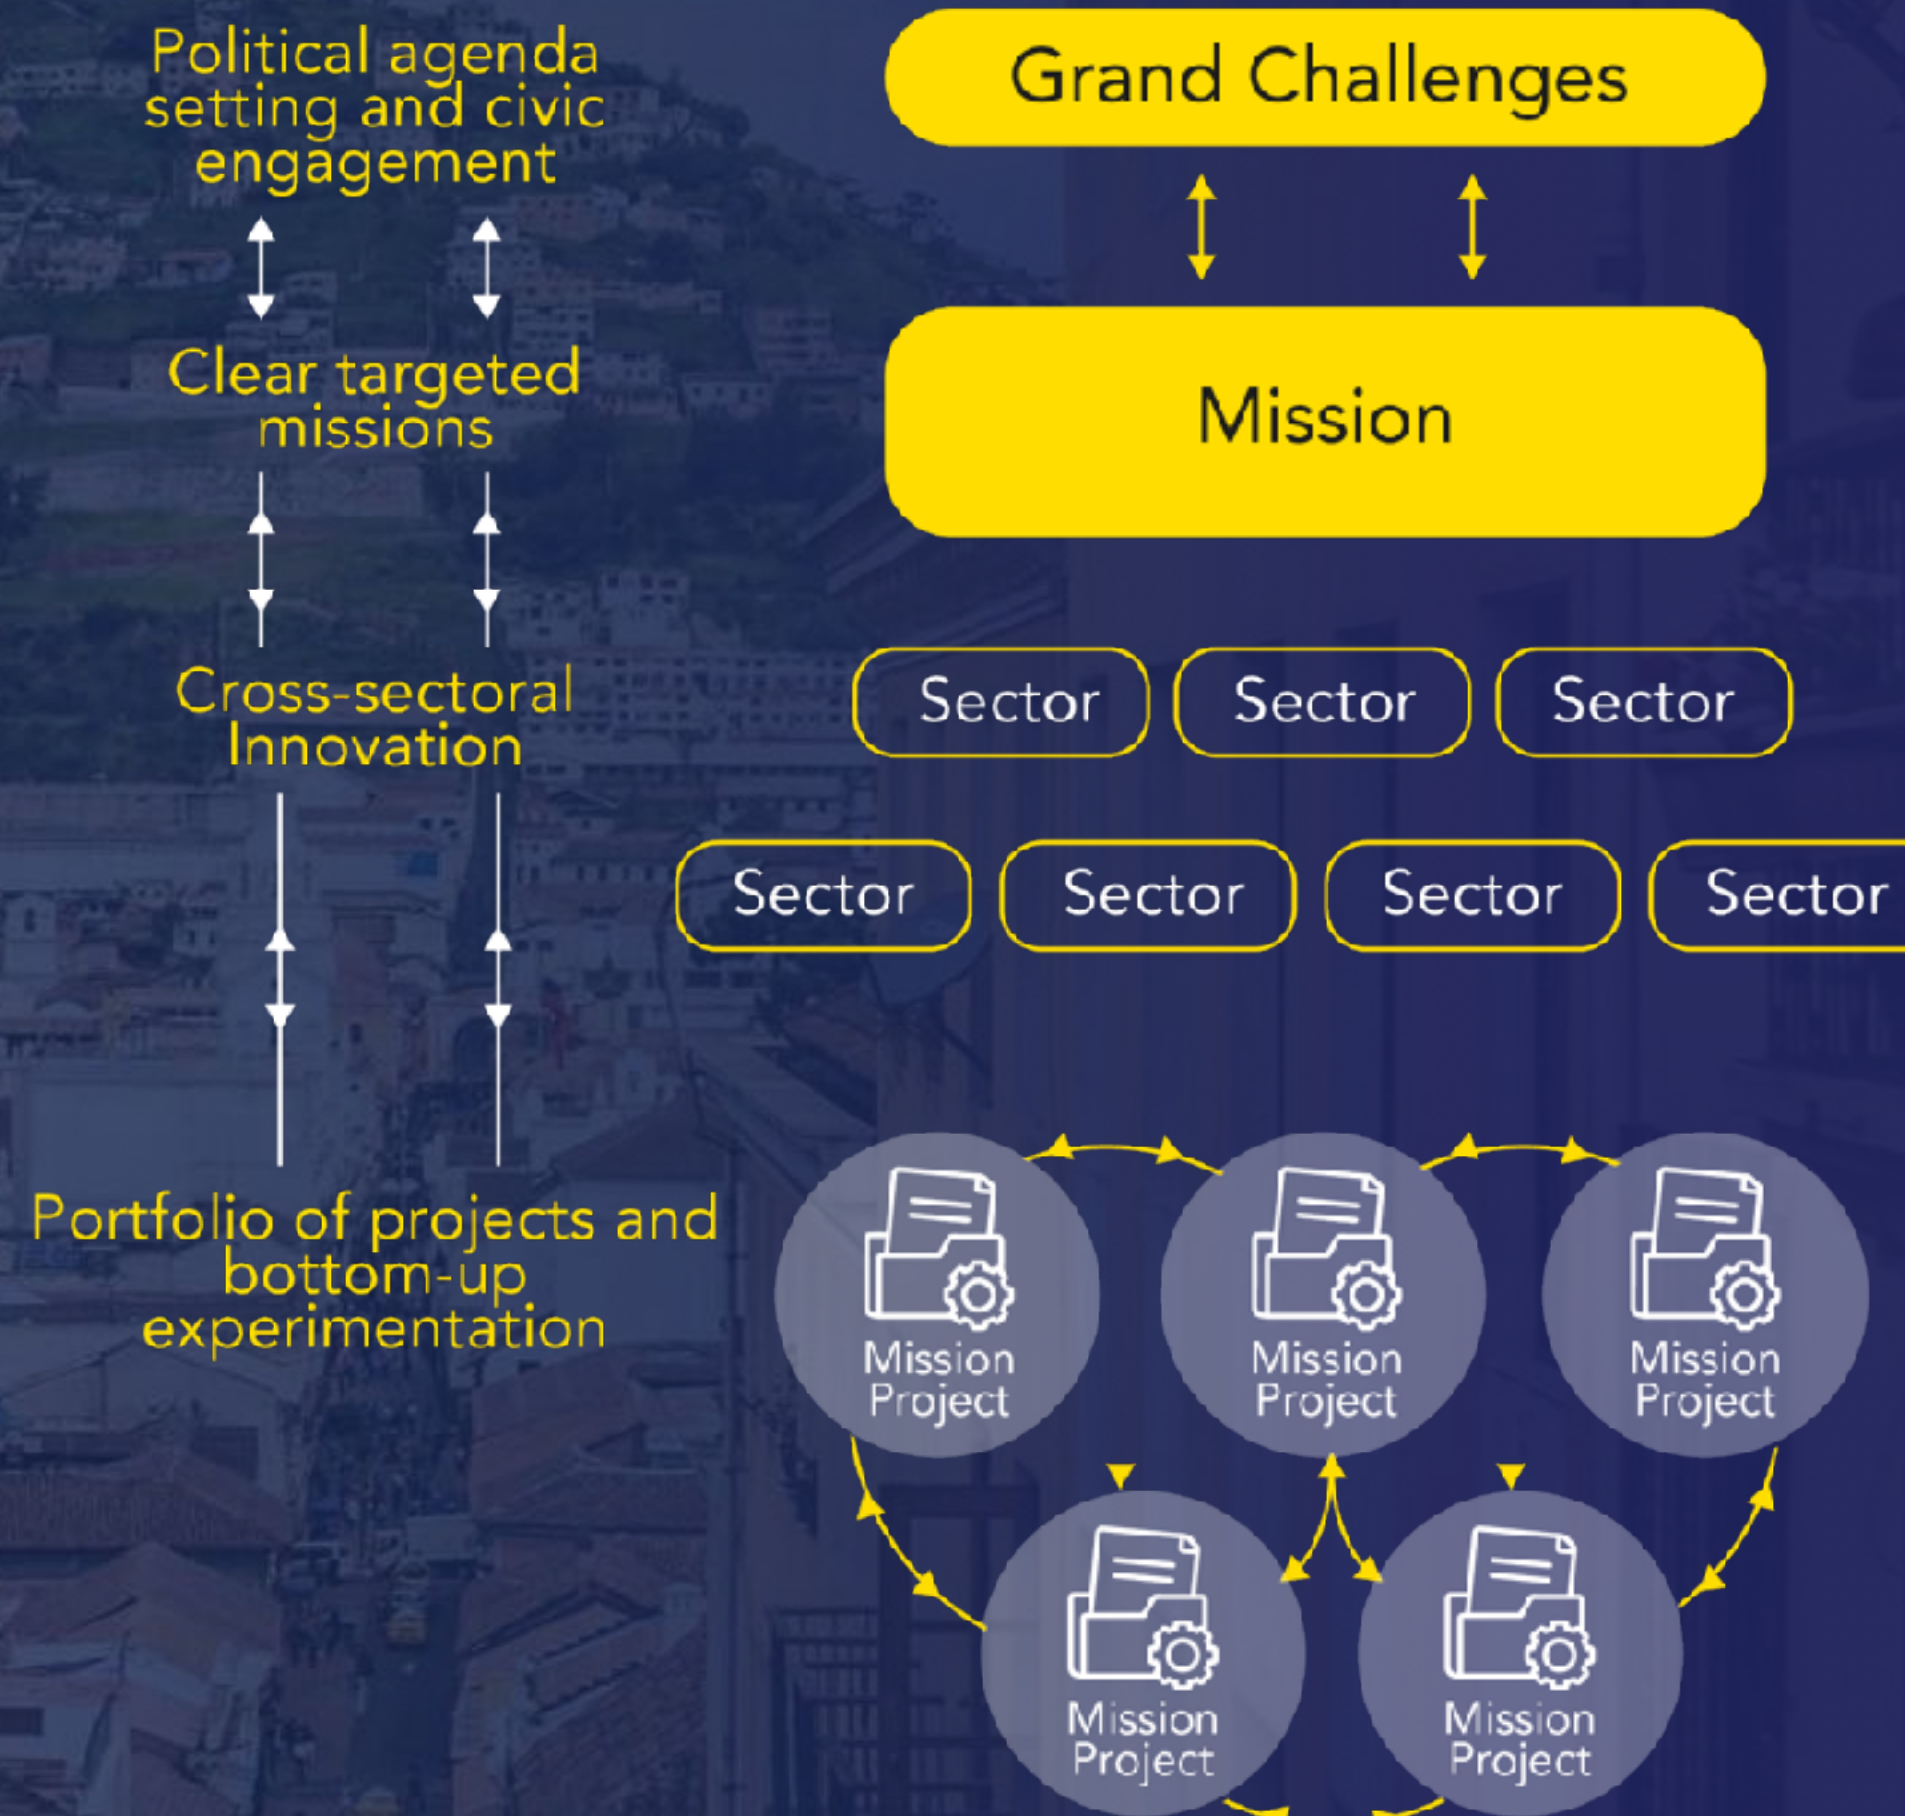 Political agenda
setting and civic
engagement
Grand Challenges
Clear targeted
missions
Mission
Cross-sectoral
Innovation
Sector
Sector
Sector
Sector
Sector
Sector
Sector
Portfolio of projects and
bottom-up
experimentation
Mission
Project
Mission
Project
Mission
Project
Mission
Project
Mission
Project